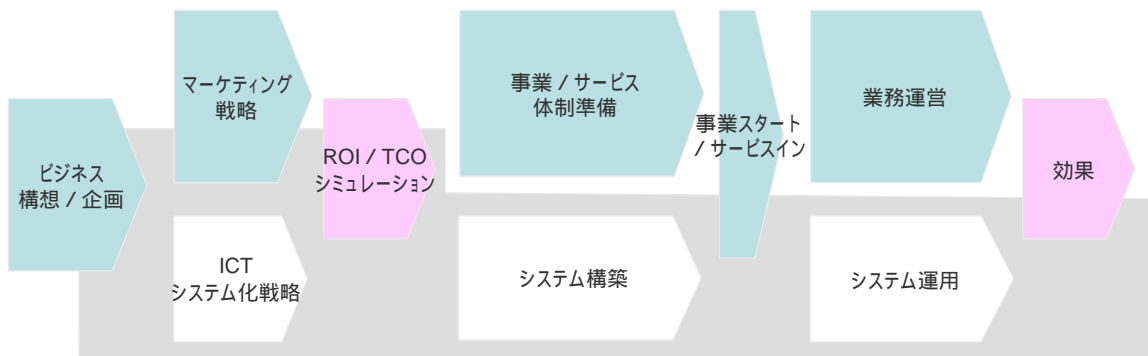 ビジネス
構想 / 企画
マーケティング
戦略
ICT
システム化戦略
ROI / TCO
シミュレーション
事業 / サービス
体制準備
システム構築
事業スタート
/ サービスイン
業務運営
システム運用
効果